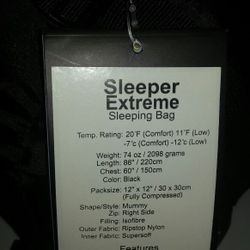 Sleeper
Extreme
Sleeping Bag
Temp. Rating: 20˚F (Comfort) 11˚F (Low)
-7˚c (Comfort) -12˚c (Low)
Weight: 74 oz / 2098 grams
Length: 86" / 220cm
Chest: 60" / 150cm
Color: Black
Packsize: 12" x 12" / 30 x 30cm
(Fully Compressed)
Shape/Style: Mummy
Zip: Right Side
Filling: Isofibre
Outer Fabric: Ripstop Nylon
Inner Fabric: Supersoft
Features